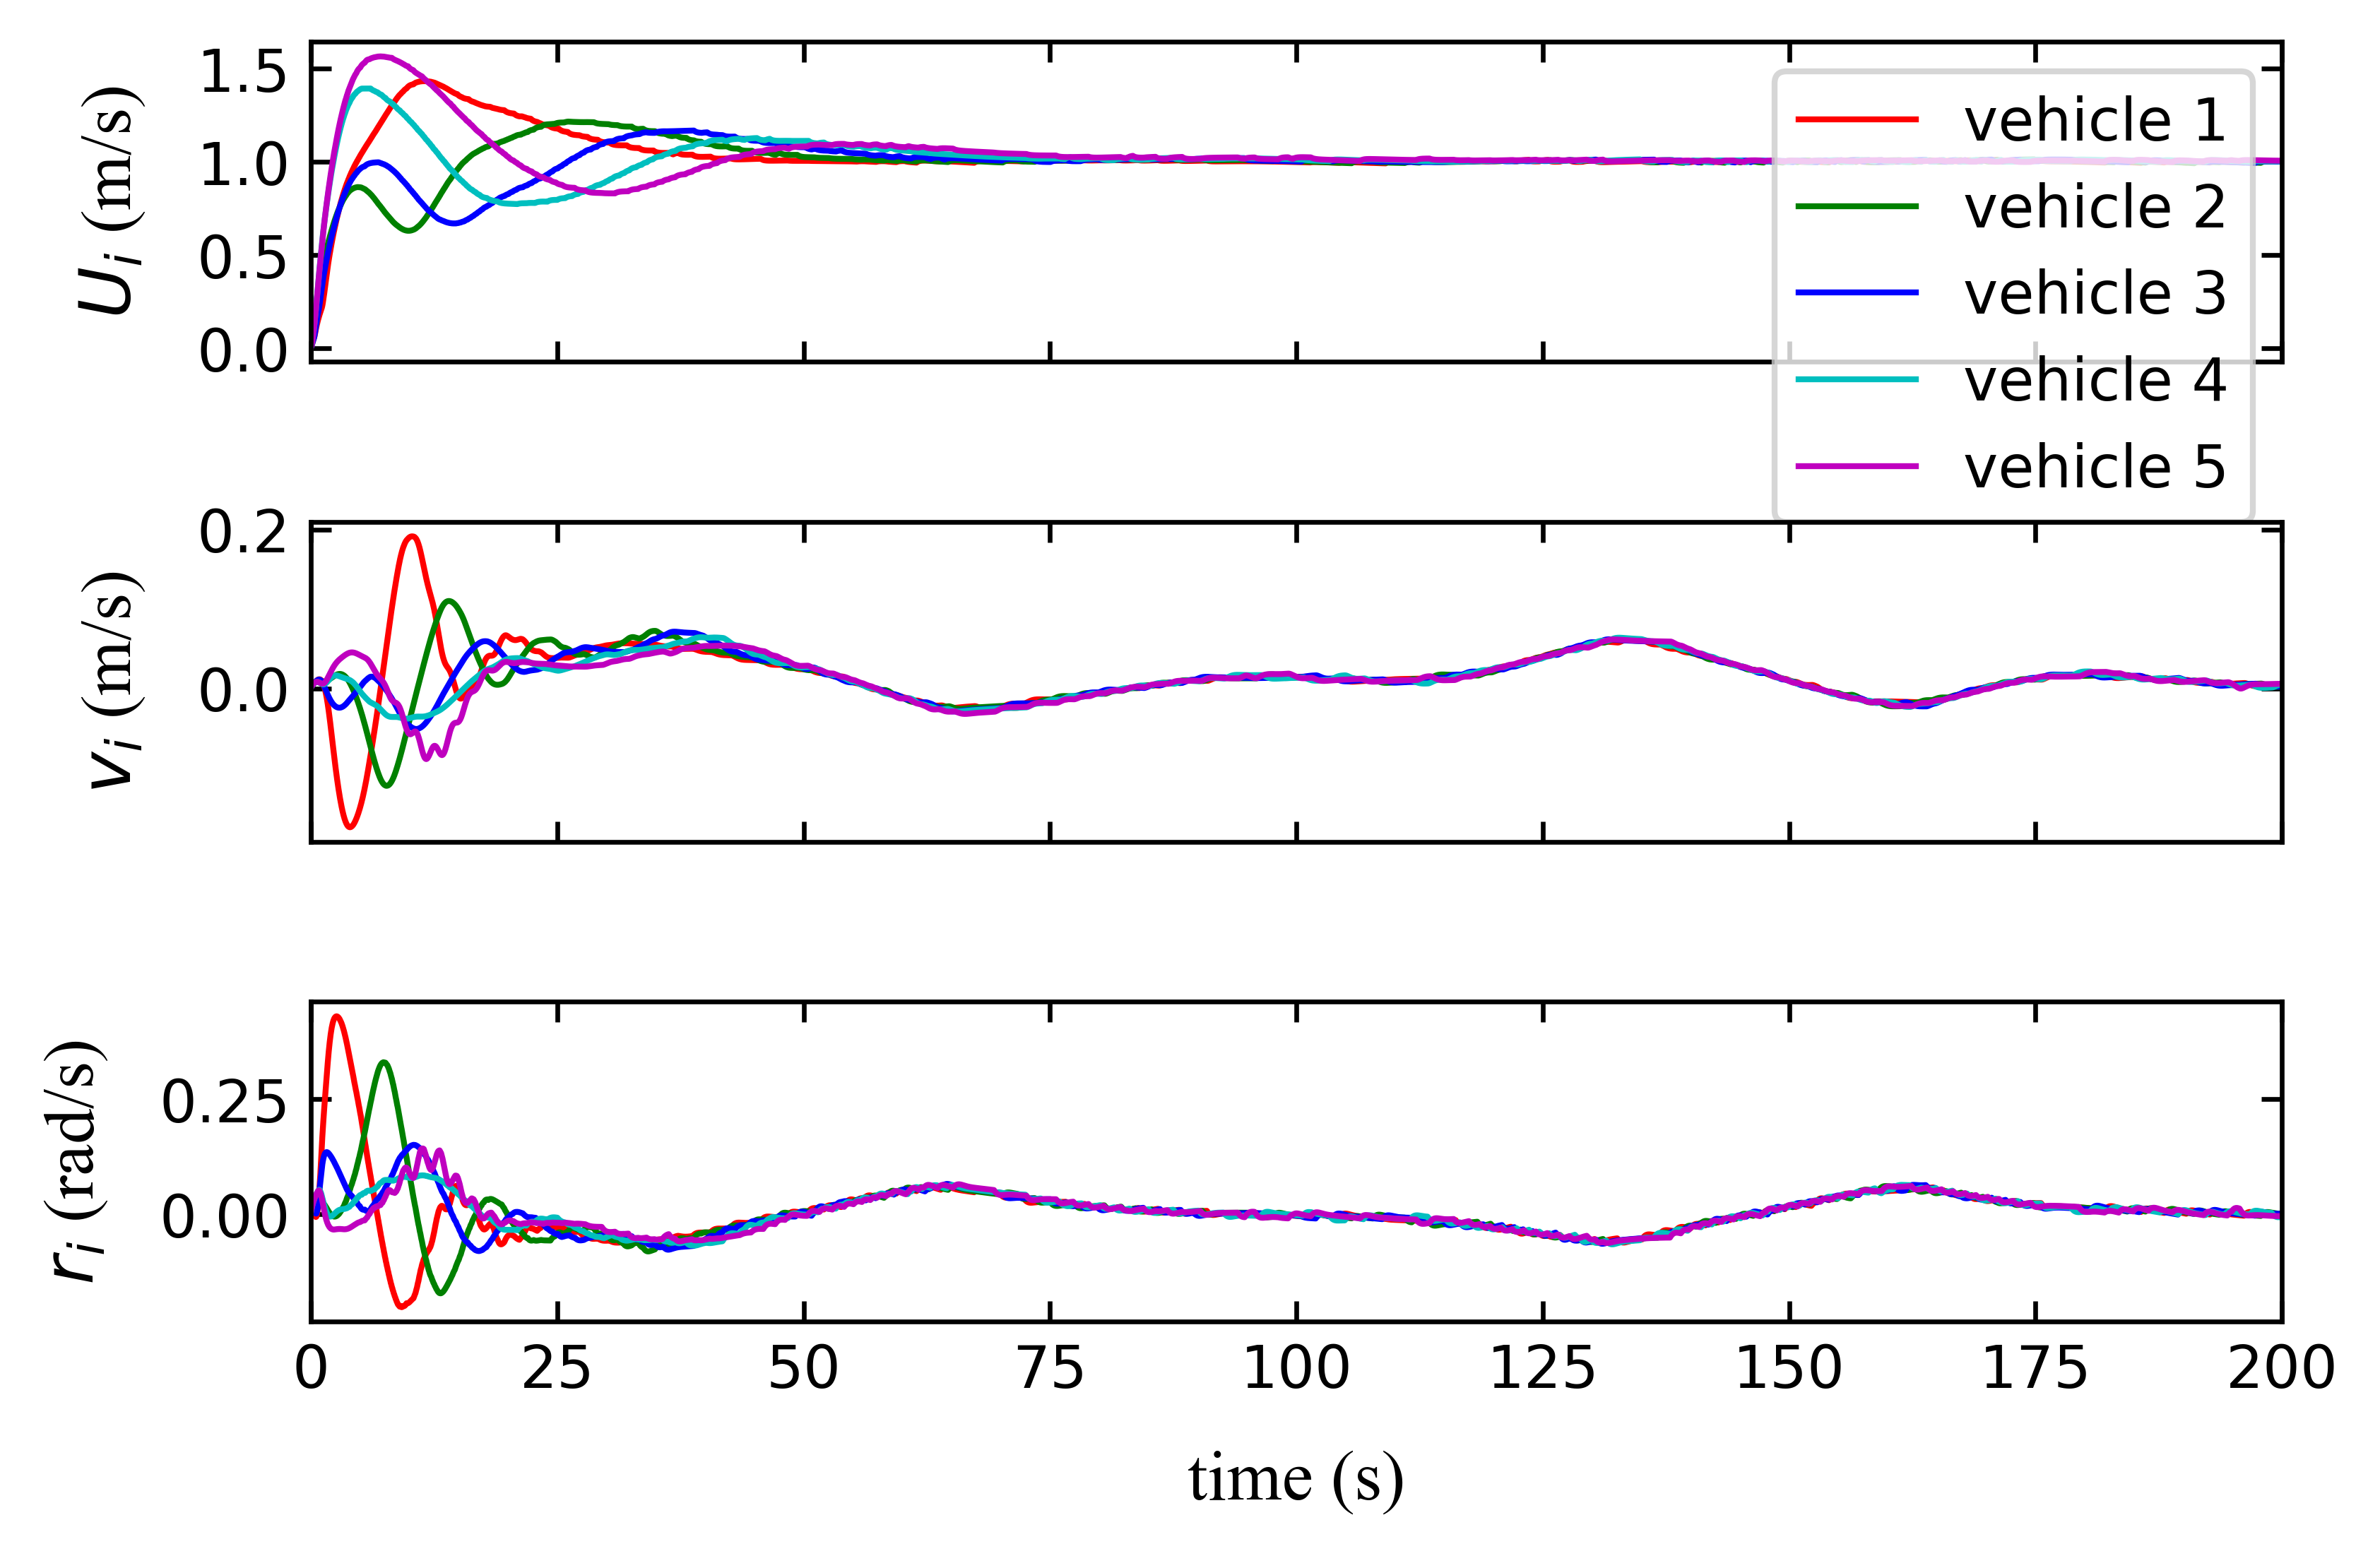 U_i (m/s)
1.5
1.0
0.5
0.0
vehicle 1
vehicle 2
vehicle 3
vehicle 4
vehicle 5
v_i (m/s)
0.2
0.0
r_i (rad/s)
0.25
0.00
0 25 50 75 100 125 150 175 200
time (s)